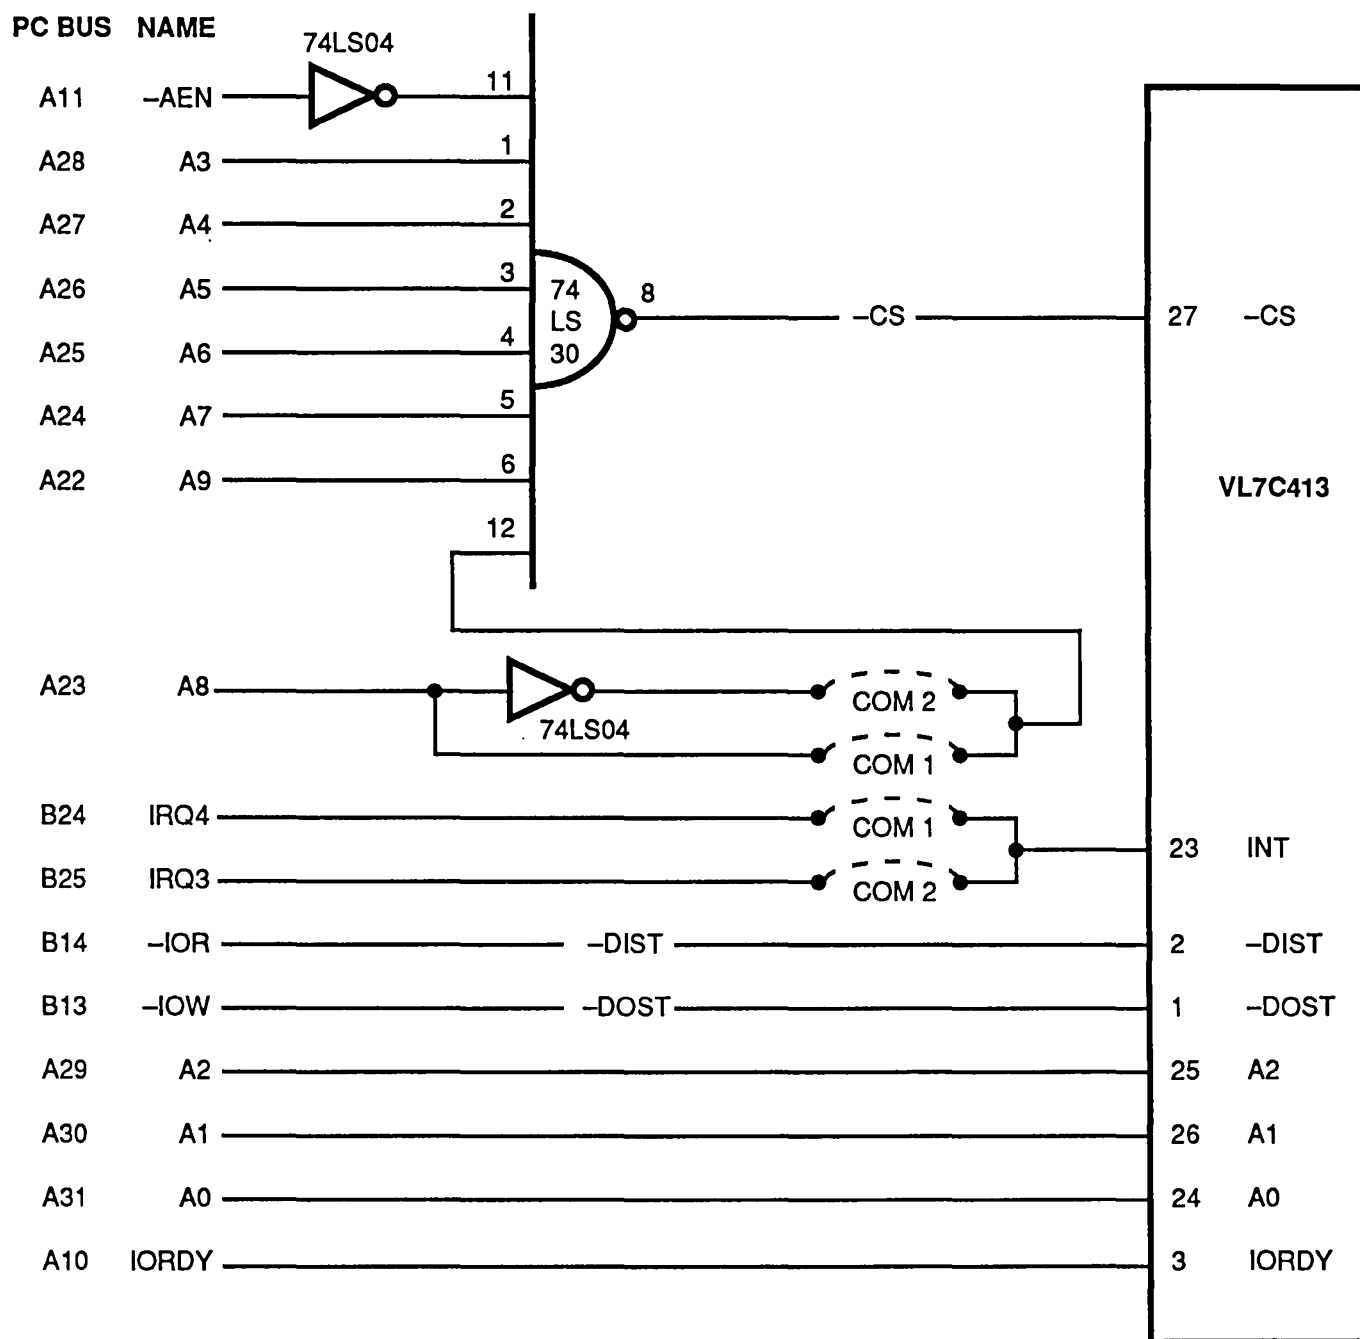 PC BUS NAME
74LS04
A11 –AEN 11
A28 A3 1
A27 A4 2
A26 A5 3
74
8
LS
–CS 27 –CS
A25 A6 4
30
A24 A7 5
A22 A9 6
VL7C413
12
A23 A8
COM 2
74LS04
COM 1
B24 IRQ4
COM 1
23 INT
B25 IRQ3
COM 2
B14 –IOR –DIST 2 –DIST
B13 –IOW –DOST 1 –DOST
A29 A2 25 A2
A30 A1 26 A1
A31 A0 24 A0
A10 IORDY 3 IORDY